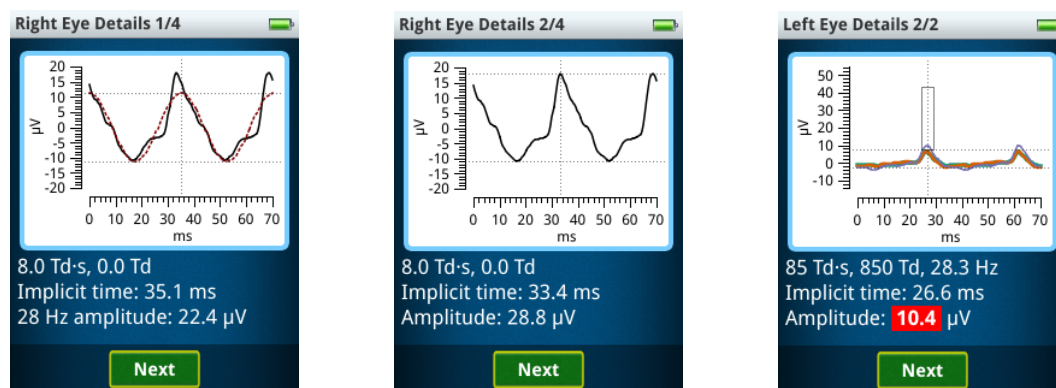 Right Eye Details 1/4
20
15
10
5
0
-5
-10
-15
-20
µV
0 10 20 30 40 50 60 70
ms
8.0 Td·s, 0.0 Td
Implicit time: 35.1 ms
28 Hz amplitude: 22.4 µV
Next
Right Eye Details 2/4
20
15
10
5
0
-5
-10
-15
-20
µV
0 10 20 30 40 50 60 70
ms
8.0 Td·s, 0.0 Td
Implicit time: 33.4 ms
Amplitude: 28.8 µV
Next
Left Eye Details 2/2
50
40
30
20
10
0
-10
µV
0 10 20 30 40 50 60 70
ms
85 Td·s, 850 Td, 28.3 Hz
Implicit time: 26.6 ms
Amplitude: 10.4 µV
Next